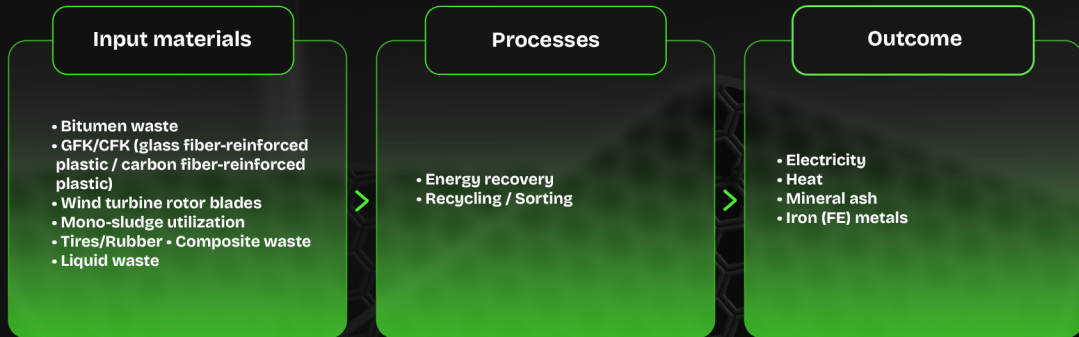 Input materials
• Bitumen waste
• GFK/CFK (glass fiber-reinforced
plastic / carbon fiber-reinforced
plastic)
• Wind turbine rotor blades
• Mono-sludge utilization
• Tires/Rubber • Composite waste
• Liquid waste
Processes
• Energy recovery
• Recycling / Sorting
Outcome
• Electricity
• Heat
• Mineral ash
• Iron (FE) metals